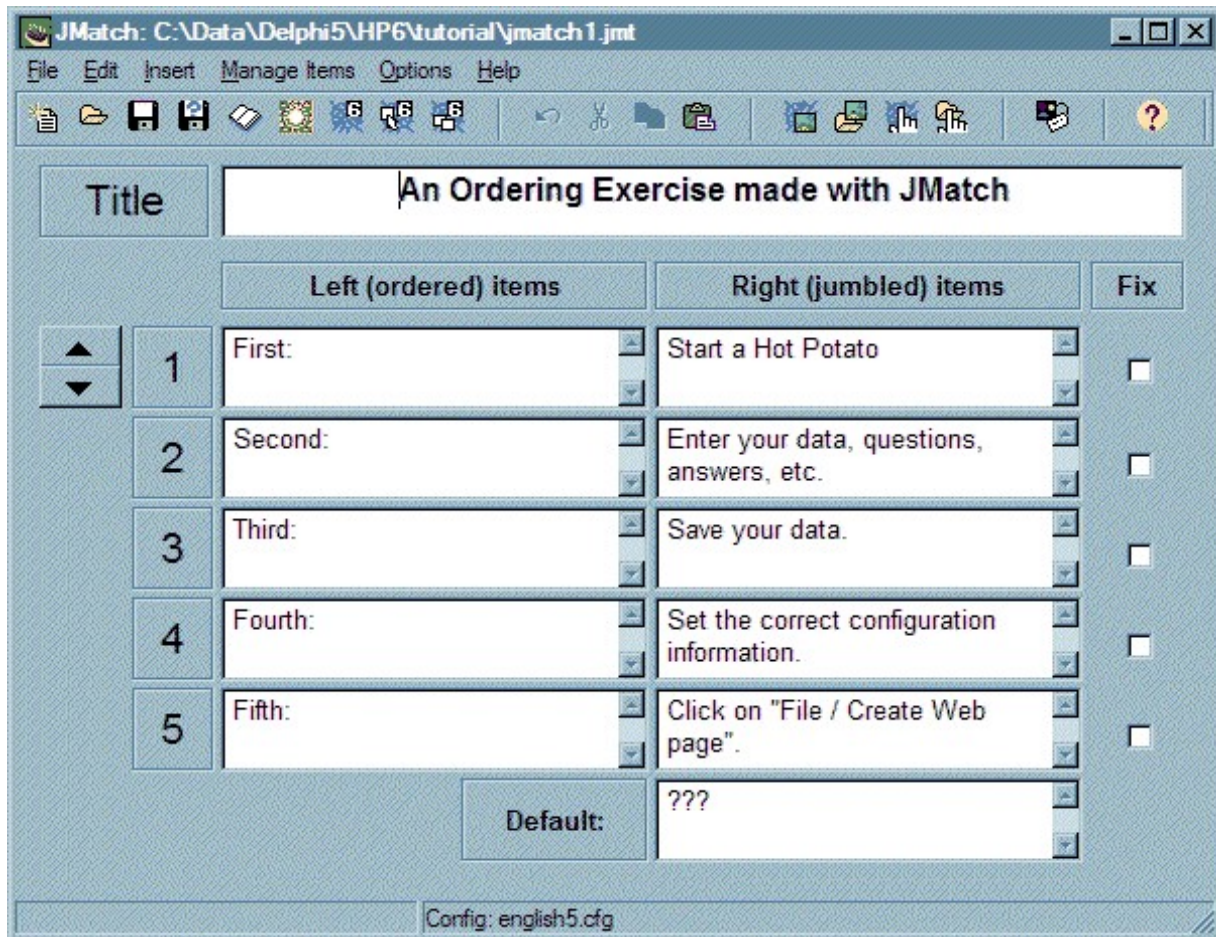 JMatch: C:\Data\Delphi5\HP6\tutorial\jmatch1.jmt
File Edit Insert Manage Items Options Help
6 6 6 ?
Title An Ordering Exercise made with JMatch
Left (ordered) items Right (jumbled) items Fix
1 First: Start a Hot Potato
2 Second: Enter your data, questions,
answers, etc.
3 Third: Save your data.
4 Fourth: Set the correct configuration
information.
5 Fifth: Click on "File / Create Web
page".
Default: ???
Config: english5.cfg